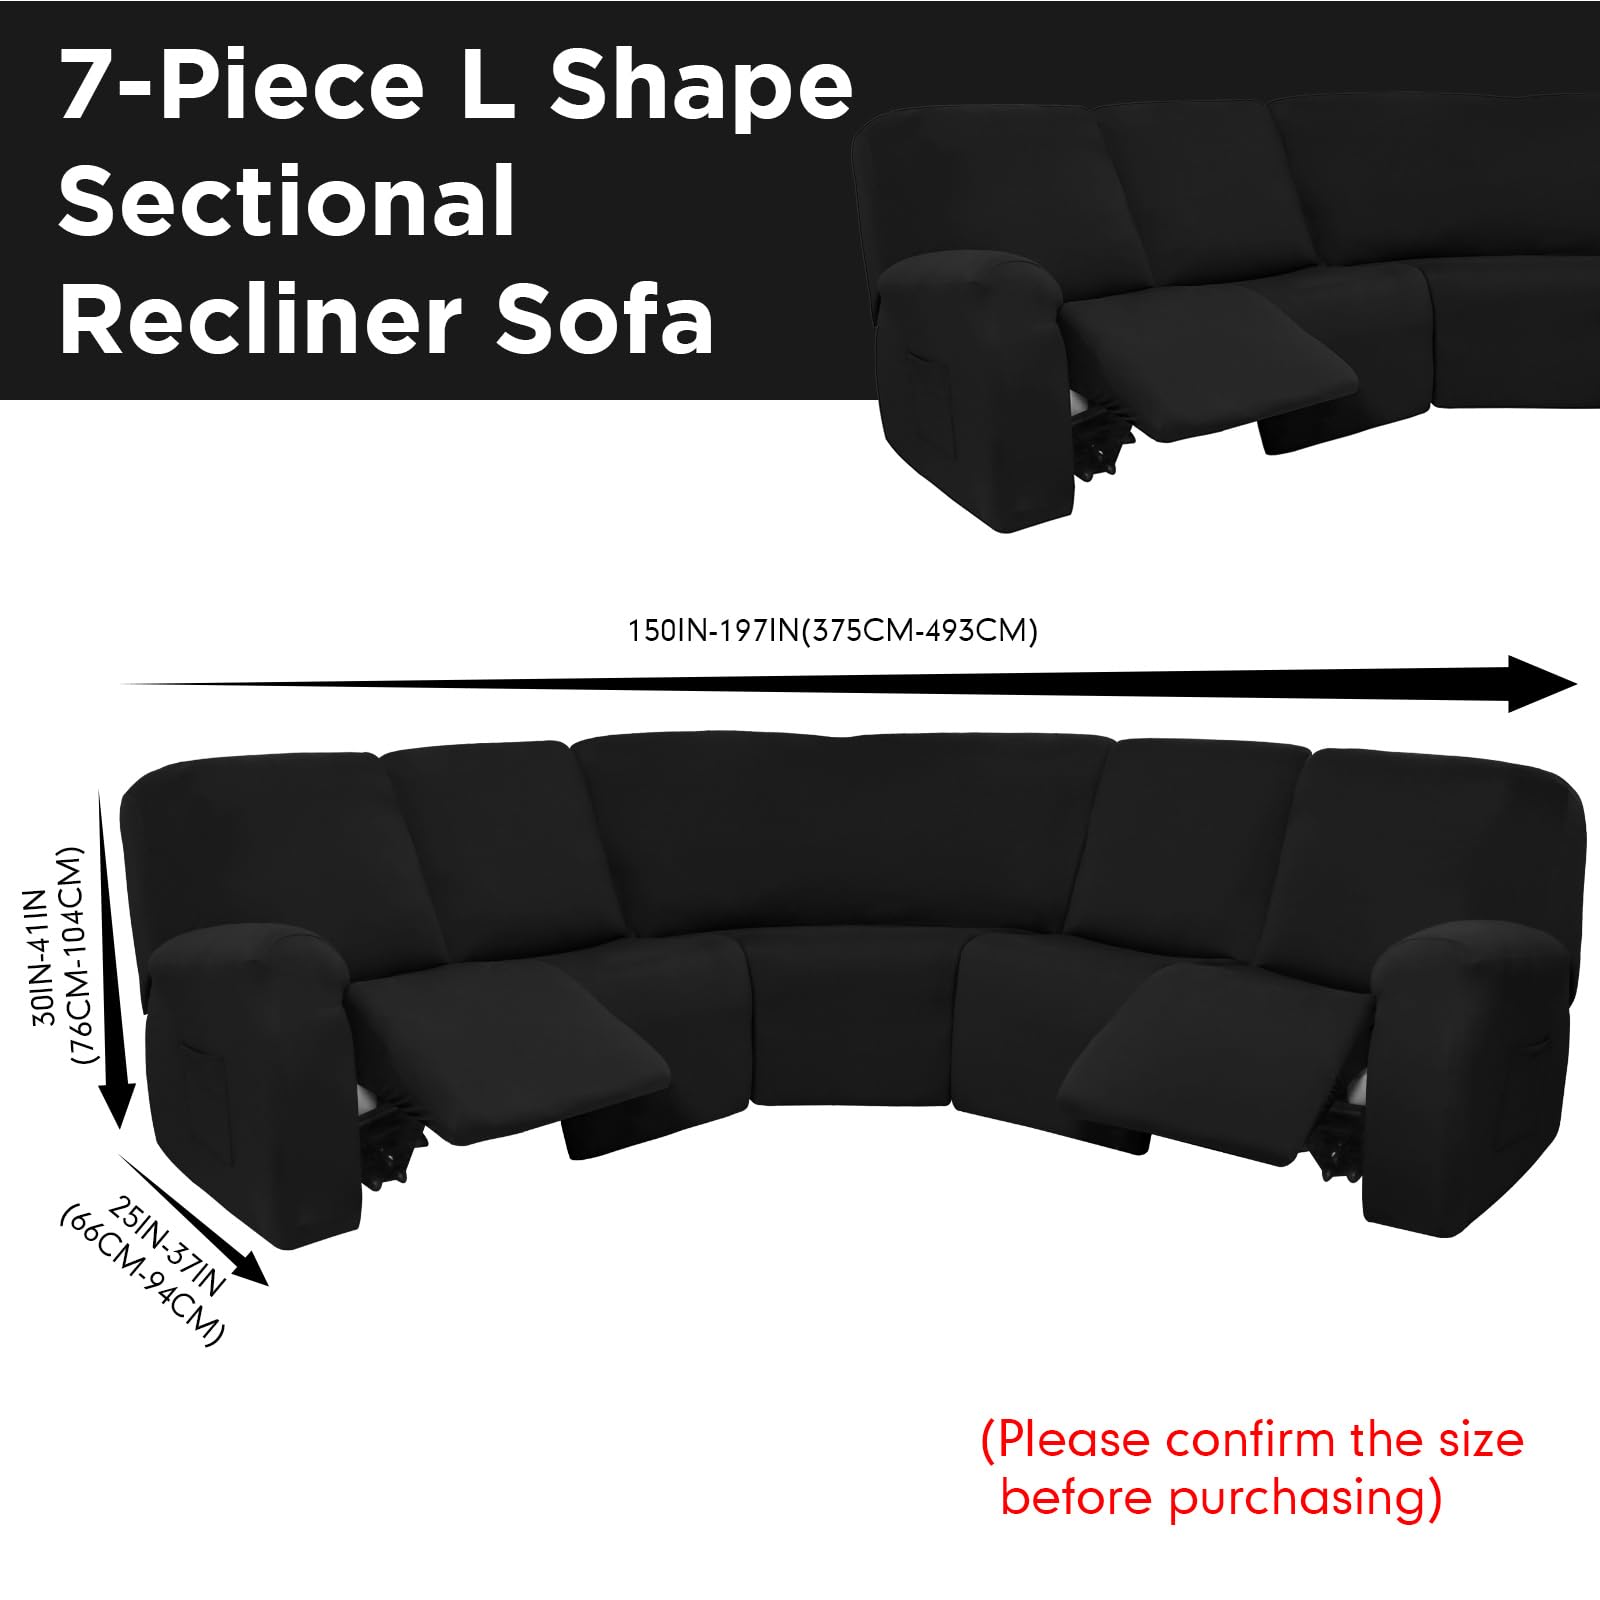 7-Piece L Shape
Sectional
Recliner Sofa
150IN-197IN(375CM-493CM)
30IN-41IN
(76CM-104CM)
25IN-37IN
(66CM-94CM)
(Please confirm the size
before purchasing)